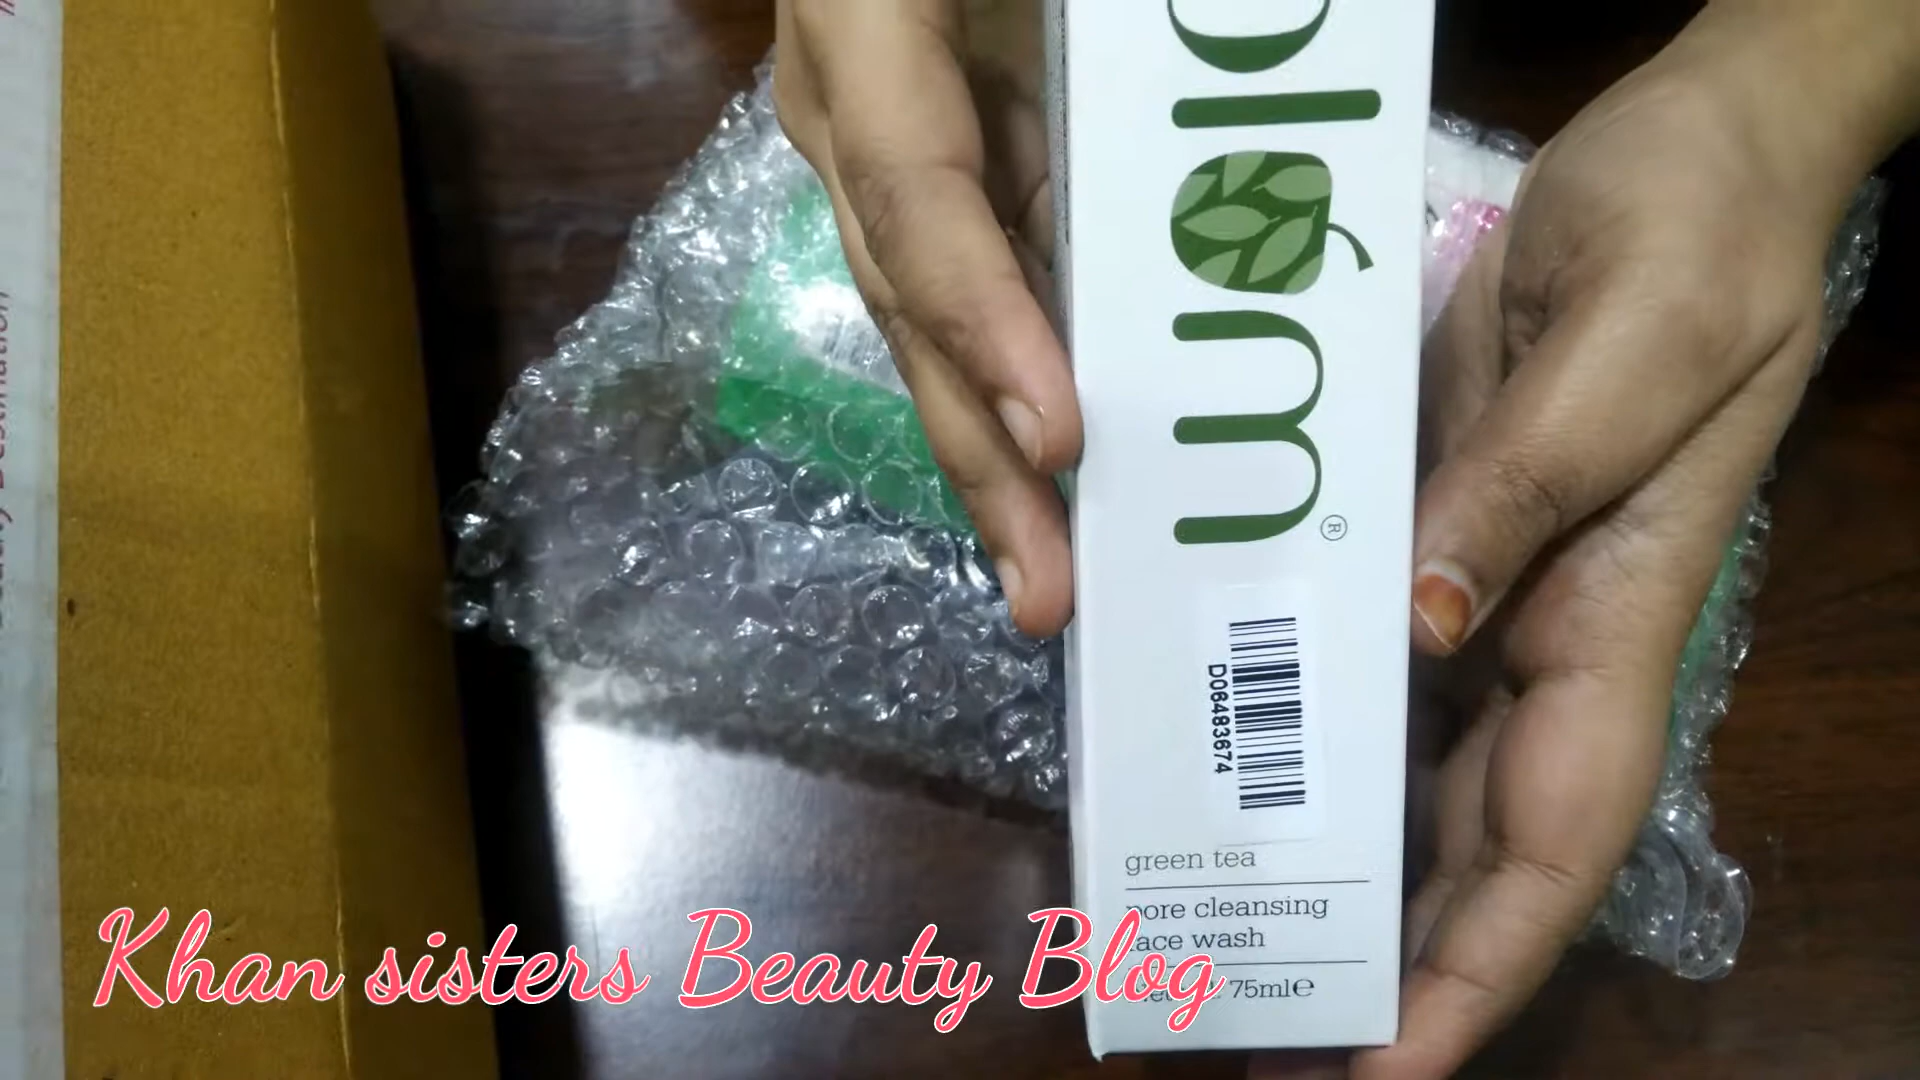 plum
®
D06483674
green tea
pore cleansing
face wash
75ml℮
Khan sisters Beauty Blog